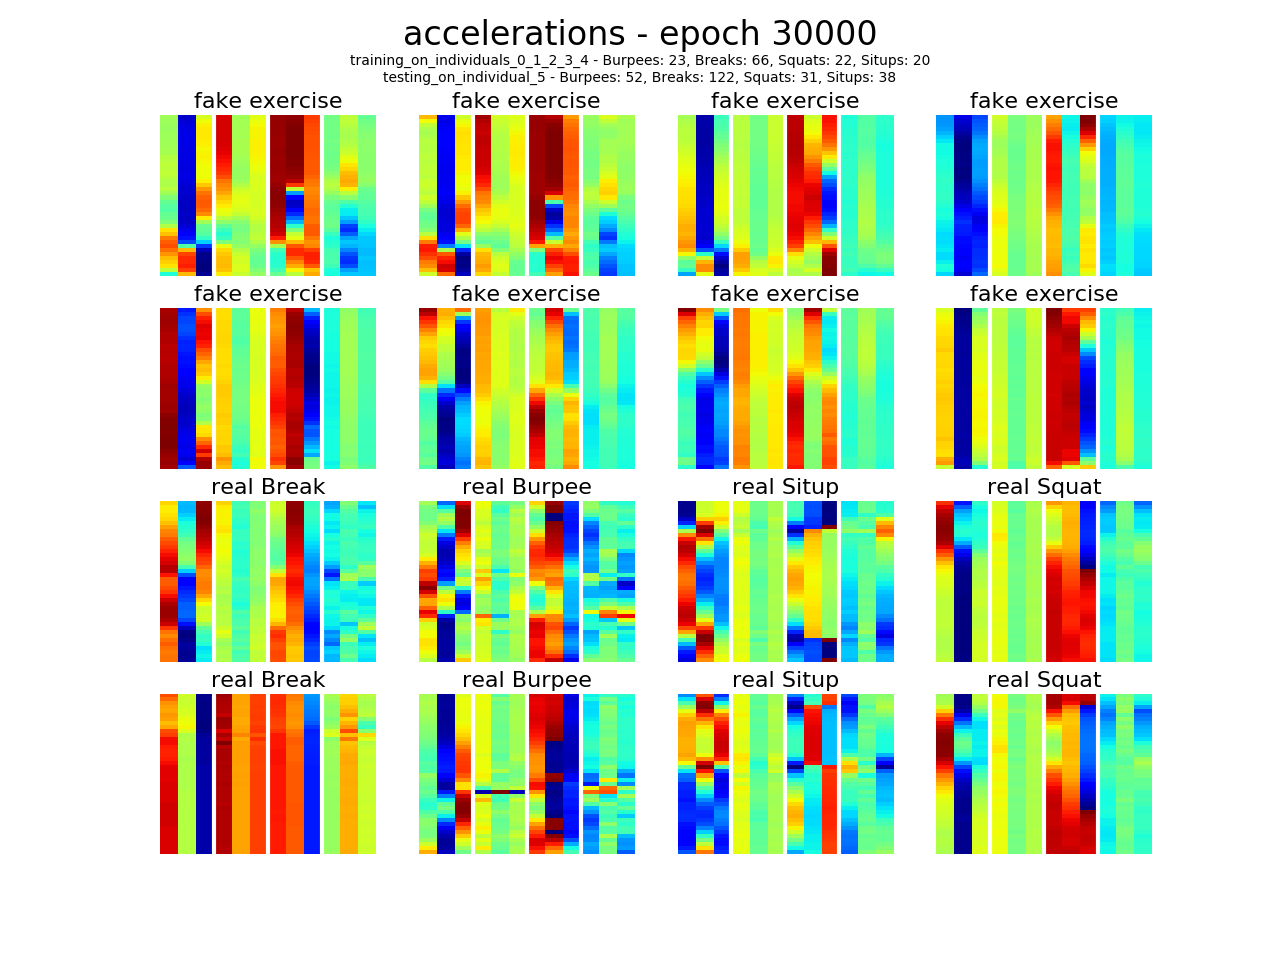 accelerations - epoch 30000
training_on_individuals_0_1_2_3_4 - Burpees: 23, Breaks: 66, Squats: 22, Situps: 20
testing_on_individual_5 - Burpees: 52, Breaks: 122, Squats: 31, Situps: 38
fake exercise fake exercise fake exercise fake exercise
fake exercise fake exercise fake exercise fake exercise
real Break real Burpee real Situp real Squat
real Break real Burpee real Situp real Squat